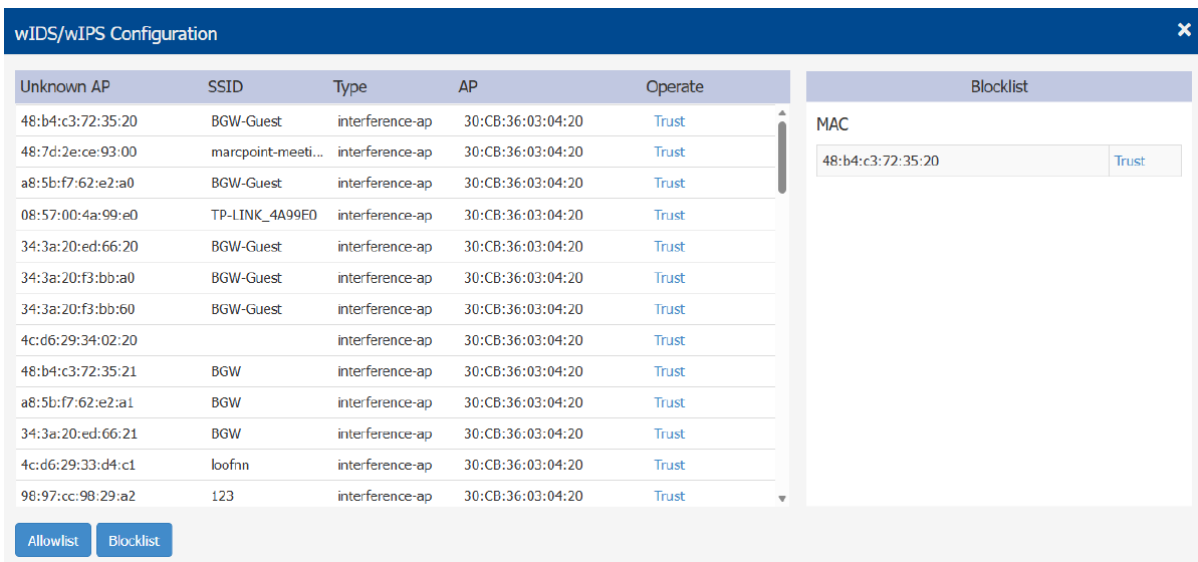 wIDS/wIPS Configuration
Unknown AP SSID Type AP Operate
48:b4:c3:72:35:20 BGW-Guest interference-ap 30:CB:36:03:04:20 Trust
48:7d:2e:ce:93:00 marcpoint-meeti... interference-ap 30:CB:36:03:04:20 Trust
a8:5b:f7:62:e2:a0 BGW-Guest interference-ap 30:CB:36:03:04:20 Trust
08:57:00:4a:99:e0 TP-LINK_4A99E0 interference-ap 30:CB:36:03:04:20 Trust
34:3a:20:ed:66:20 BGW-Guest interference-ap 30:CB:36:03:04:20 Trust
34:3a:20:f3:bb:a0 BGW-Guest interference-ap 30:CB:36:03:04:20 Trust
34:3a:20:f3:bb:60 BGW-Guest interference-ap 30:CB:36:03:04:20 Trust
4c:d6:29:34:02:20 interference-ap 30:CB:36:03:04:20 Trust
48:b4:c3:72:35:21 BGW interference-ap 30:CB:36:03:04:20 Trust
a8:5b:f7:62:e2:a1 BGW interference-ap 30:CB:36:03:04:20 Trust
34:3a:20:ed:66:21 BGW interference-ap 30:CB:36:03:04:20 Trust
4c:d6:29:33:d4:c1 loofnn interference-ap 30:CB:36:03:04:20 Trust
98:97:cc:98:29:a2 123 interference-ap 30:CB:36:03:04:20 Trust
Allowlist Blocklist
Blocklist
MAC
48:b4:c3:72:35:20 Trust